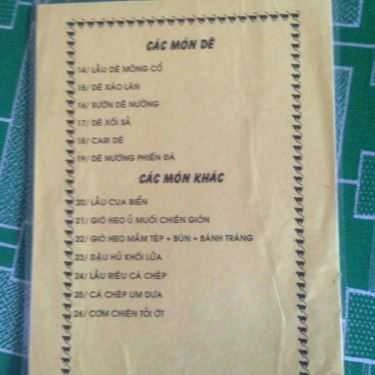 CÁC MÓN DÊ
14/ LẨU DÊ MÔNG CỔ
15/ DÊ XÀO LĂN
16/ SƯỜN DÊ NƯỚNG
17/ DÊ XỐI SẢ
18/ CARI DÊ
19/ DÊ NƯỚNG PHIẾN ĐÁ
CÁC MÓN KHÁC
20/ LẨU CUA BIỂN
21/ GIÒ HEO Ủ MUỐI CHIÊN GIÒN
22/ GIÒ HEO MẮM TÉP + BÚN + BÁNH TRÁNG
23/ ĐẬU HỦ KHÓI LỬA
24/ LẨU RIÊU CÁ CHÉP
25/ CÁ CHÉP UM DƯA
26/ CƠM CHIÊN TỎI ỚT